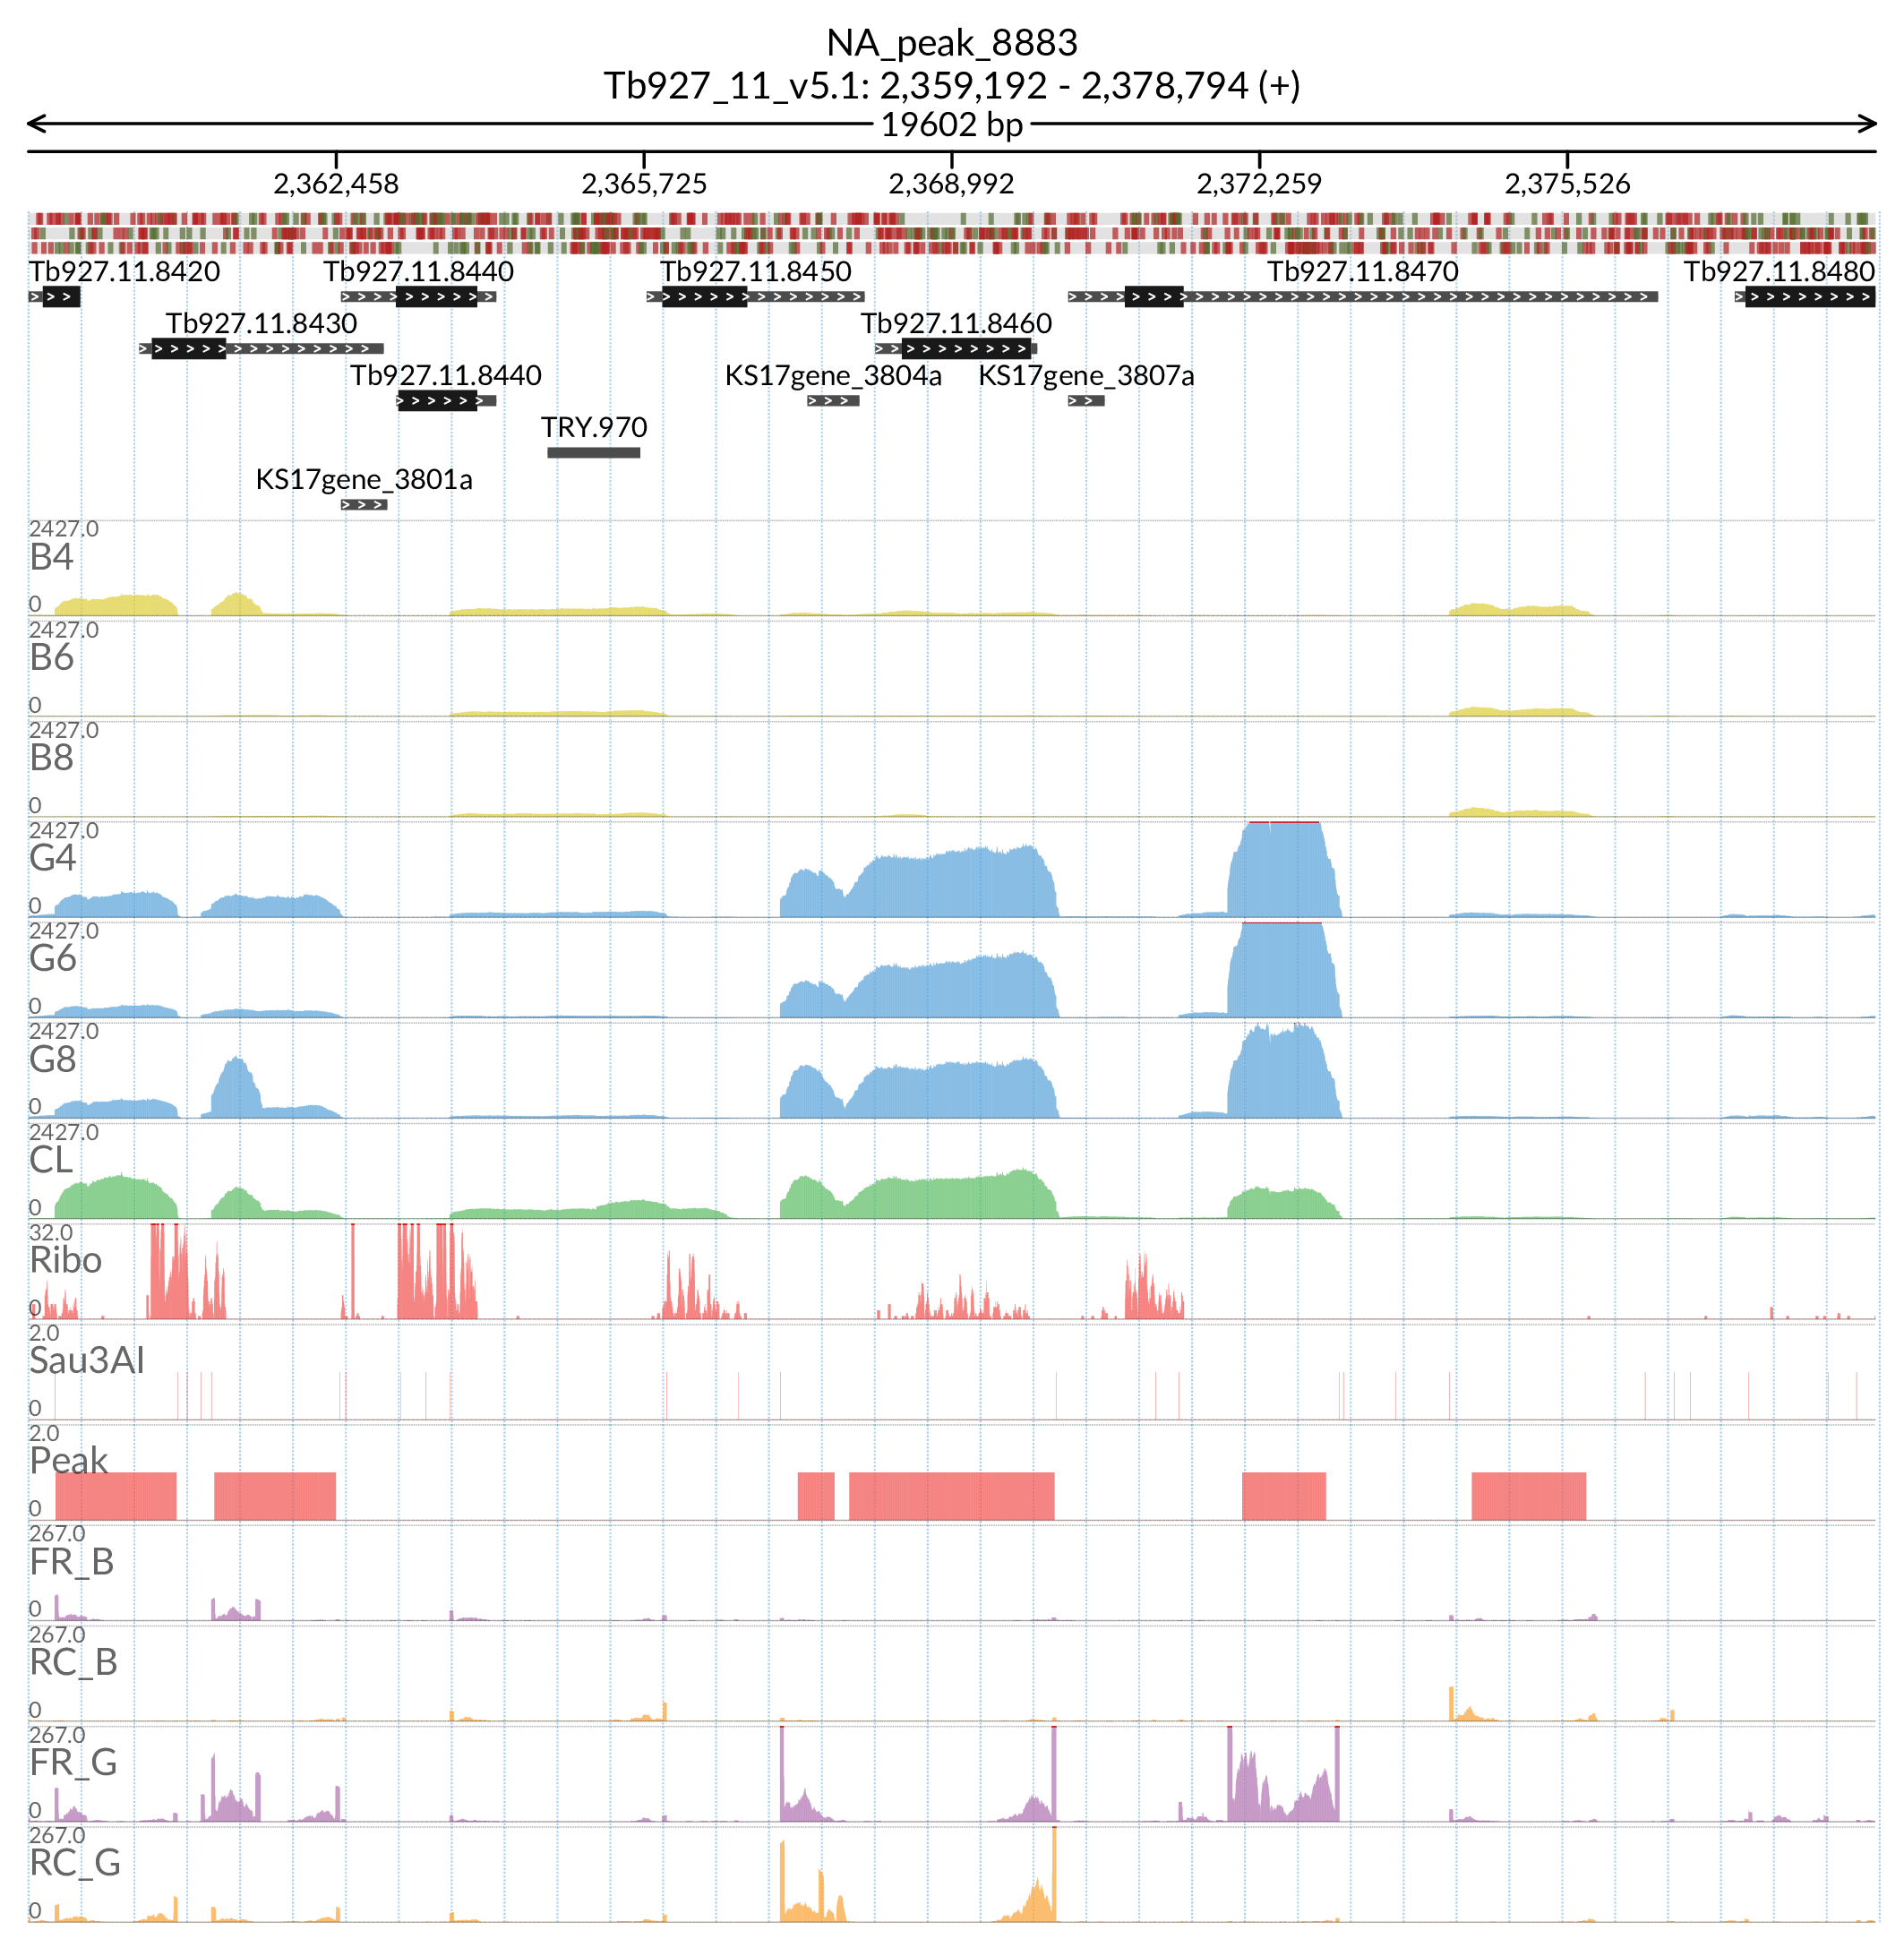 NA_peak_8883
Tb927_11_v5.1: 2,359,192 - 2,378,794 (+)
19602 bp
2,362,458 2,365,725 2,368,992 2,372,259 2,375,526
Tb927.11.8420 Tb927.11.8440 Tb927.11.8450 Tb927.11.8470 Tb927.11.8480
Tb927.11.8430 Tb927.11.8460
Tb927.11.8440 KS17gene_3804a KS17gene_3807a
TRY.970
KS17gene_3801a
2427.0
B4
0
2427.0
B6
0
2427.0
B8
0
2427.0
G4
0
2427.0
G6
0
2427.0
G8
0
2427.0
CL
0
32.0
Ribo
0
2.0
Sau3AI
0
2.0
Peak
0
267.0
FR_B
0
267.0
RC_B
0
267.0
FR_G
0
267.0
RC_G
0